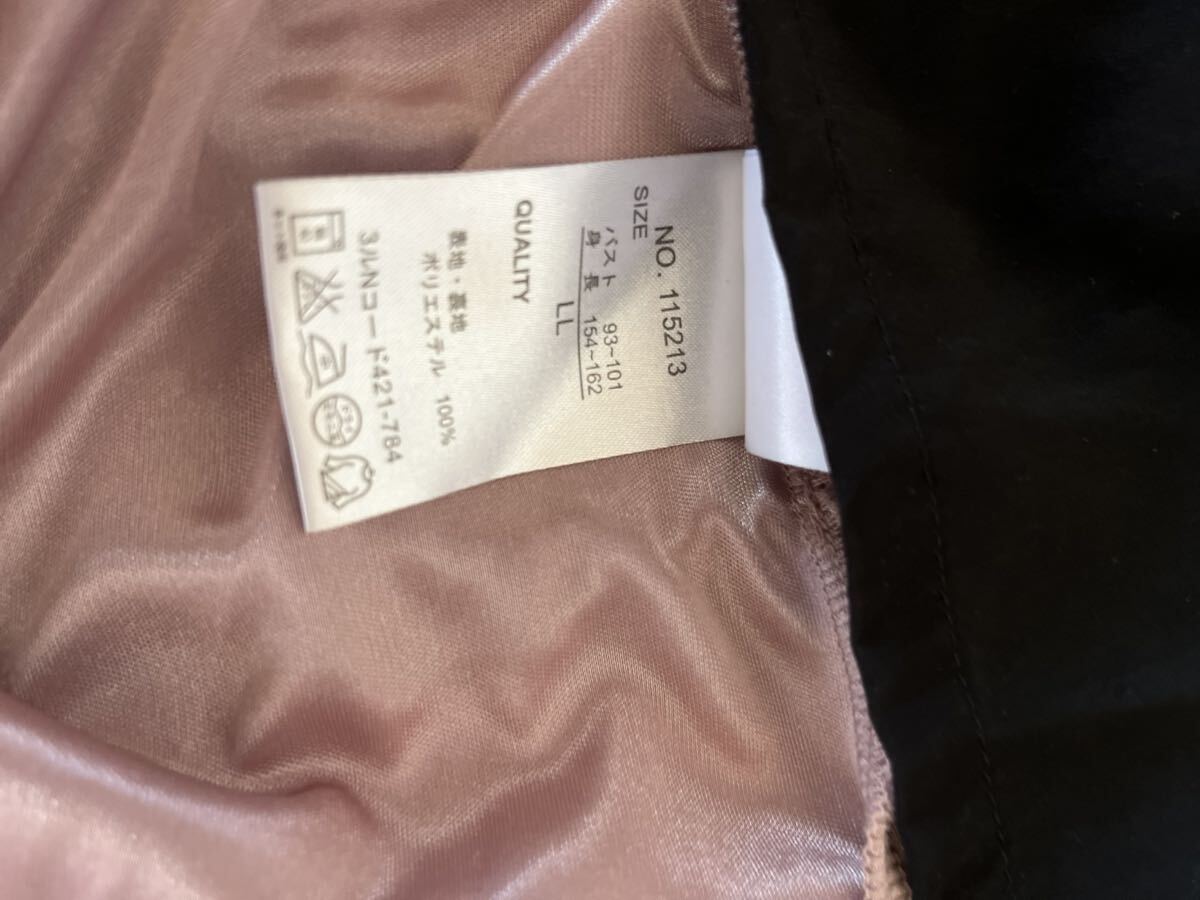 NO. 115213
SIZE
バスト 93~101
身 長 154~162
LL
QUALITY
表地・裏地
ポリエステル 100%
3ルNコード421-784